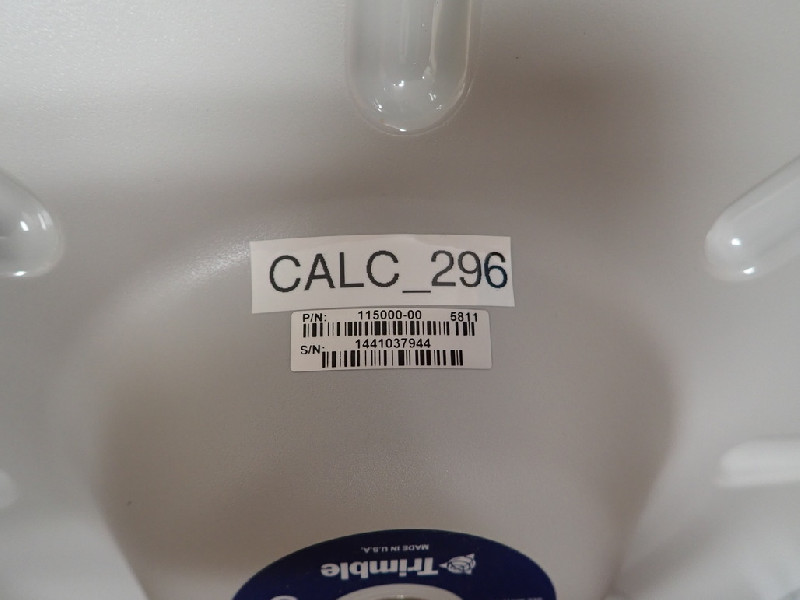 CALC_296
P/N: 115000-00 5811
S/N: 1441037944
Trimble
MADE IN U.S.A.